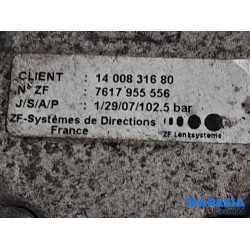 CLIENT : 14 008 316 80
N° ZF : 7617 955 556
J/S/A/P : 1/29/07/102.5 bar
ZF-Systèmes de Directions
France
ZF Lenksysteme
MARESIA